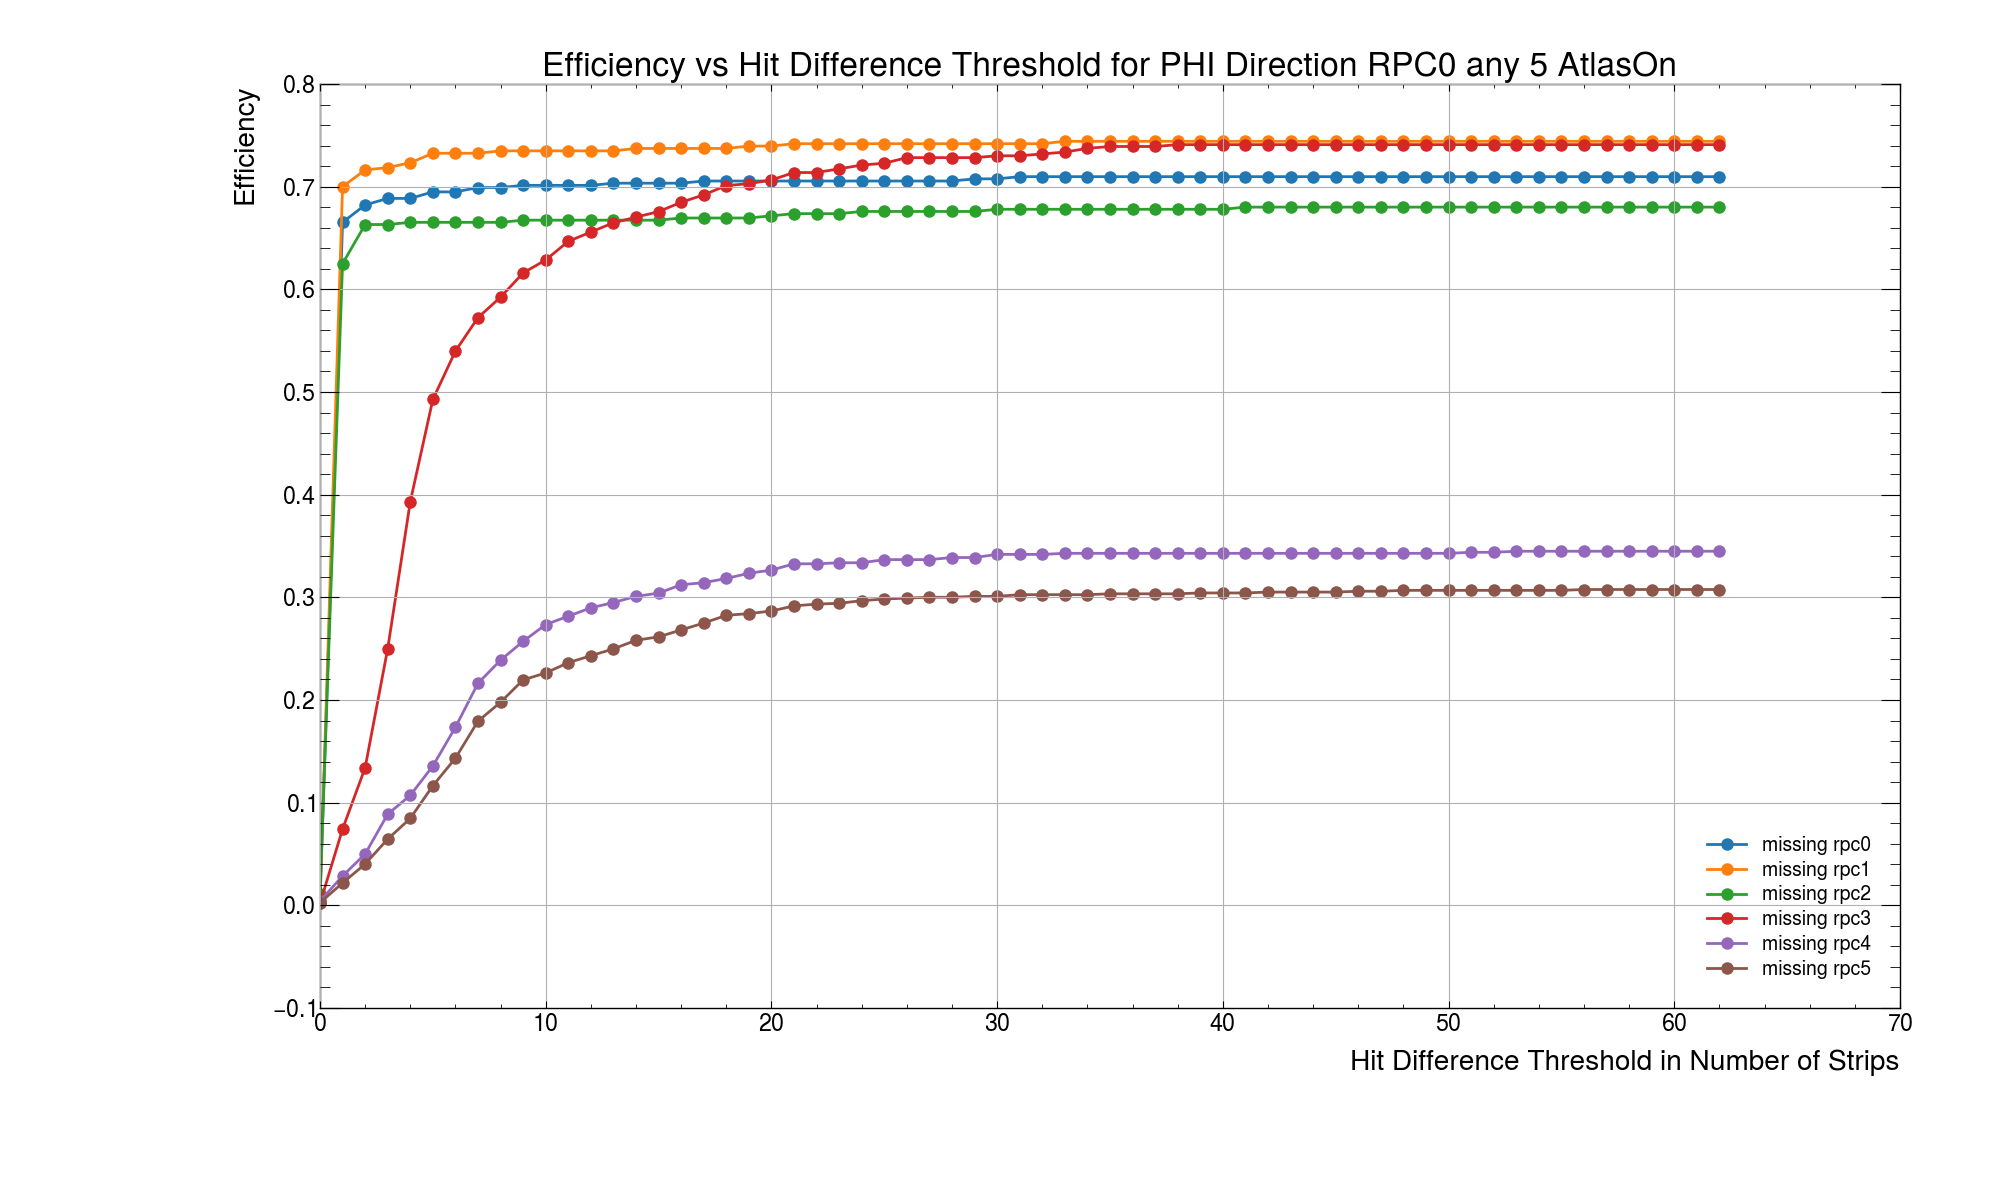 Efficiency vs Hit Difference Threshold for PHI Direction RPC0 any 5 AtlasOn
Efficiency
0.8
0.7
0.6
0.5
0.4
0.3
0.2
0.1
0.0
−0.1
0 10 20 30 40 50 60 70
Hit Difference Threshold in Number of Strips
missing rpc0
missing rpc1
missing rpc2
missing rpc3
missing rpc4
missing rpc5